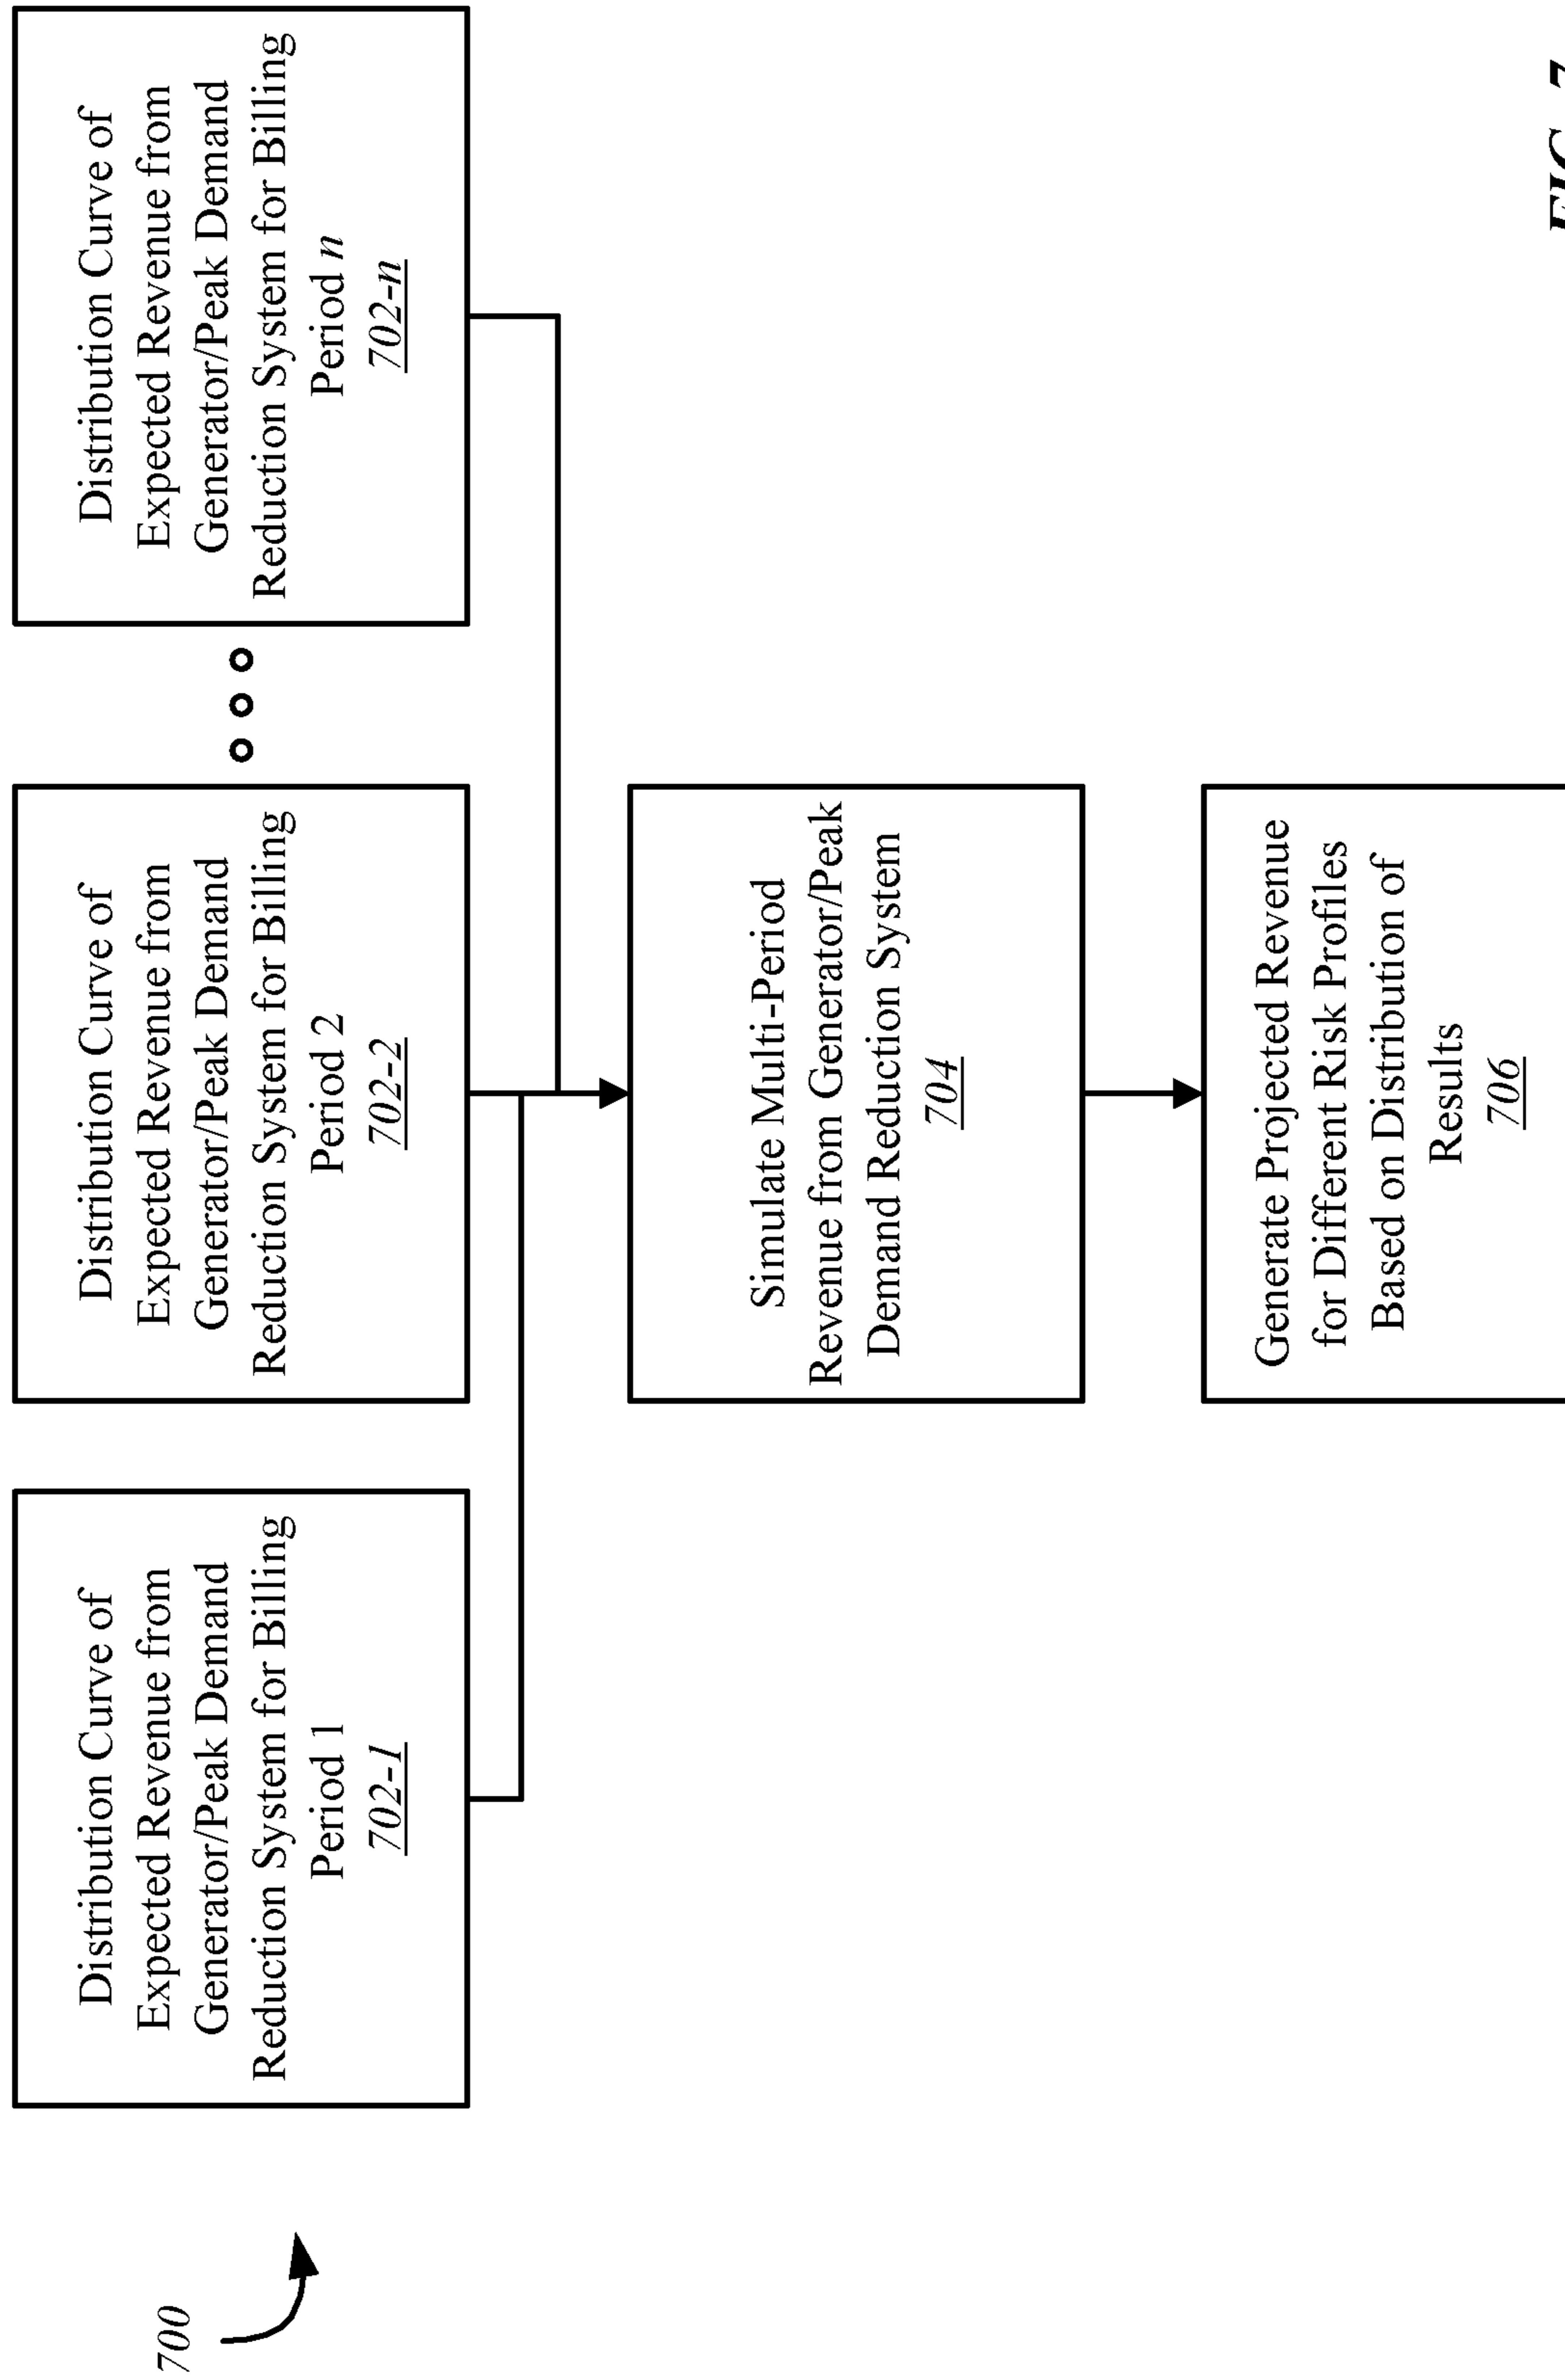 700
Distribution Curve of
Expected Revenue from
Generator/Peak Demand
Reduction System for Billing
Period 1
702-1
Distribution Curve of
Expected Revenue from
Generator/Peak Demand
Reduction System for Billing
Period 2
702-2
Distribution Curve of
Expected Revenue from
Generator/Peak Demand
Reduction System for Billing
Period n
702-n
Simulate Multi-Period
Revenue from Generator/Peak
Demand Reduction System
704
Generate Projected Revenue
for Different Risk Profiles
Based on Distribution of
Results
706
FIG. 7